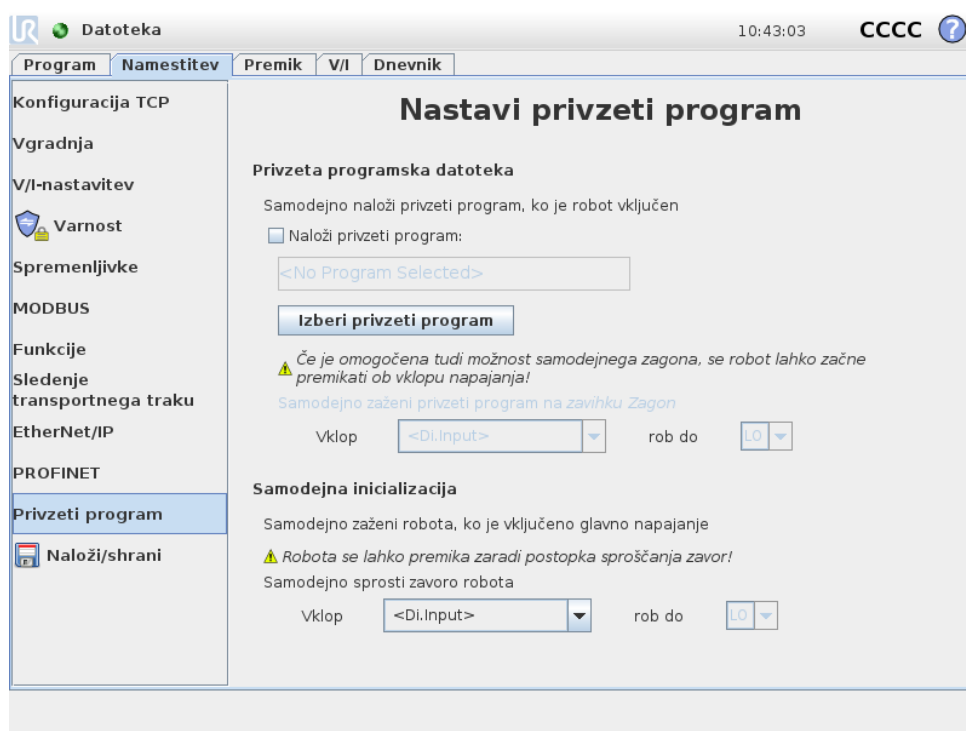 UR Datoteka 10:43:03 CCCC ?
Program Namestitev Premik V/I Dnevnik
Konfiguracija TCP
Vgradnja
V/I-nastavitev
Varnost
Spremenljivke
MODBUS
Funkcije
Sledenje
transportnega traku
EtherNet/IP
PROFINET
Privzeti program
Naloži/shrani
Nastavi privzeti program
Privzeta programska datoteka
Samodejno naloži privzeti program, ko je robot vključen
Naloži privzeti program:
<No Program Selected>
Izberi privzeti program
Če je omogočena tudi možnost samodejnega zagona, se robot lahko začne
premikati ob vklopu napajanja!
Samodejno zaženi privzeti program na zavihku Zagon
Vklop <Di.Input> rob do LO
Samodejna inicializacija
Samodejno zaženi robota, ko je vključeno glavno napajanje
Robota se lahko premika zaradi postopka sproščanja zavor!
Samodejno sprosti zavoro robota
Vklop <Di.Input> rob do LO